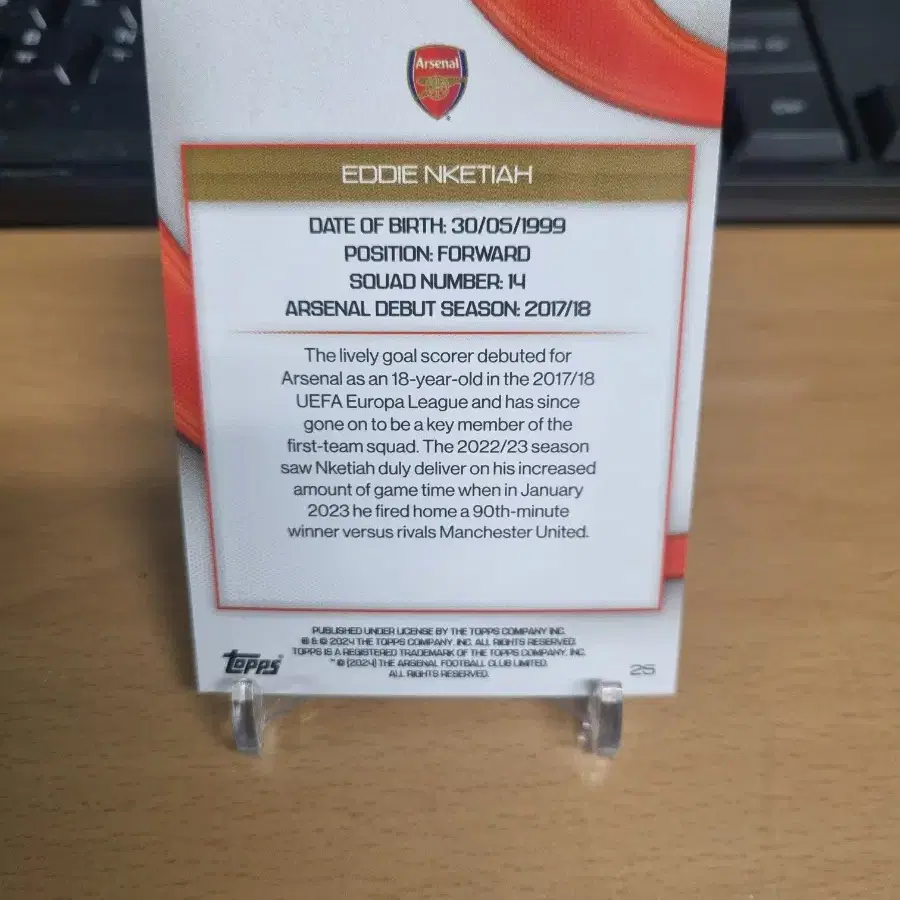 Arsenal
EDDIE NKETIAH
DATE OF BIRTH: 30/05/1999
POSITION: FORWARD
SQUAD NUMBER: 14
ARSENAL DEBUT SEASON: 2017/18
The lively goal scorer debuted for
Arsenal as an 18-year-old in the 2017/18
UEFA Europa League and has since
gone on to be a key member of the
first-team squad. The 2022/23 season
saw Nketiah duly deliver on his increased
amount of game time when in January
2023 he fired home a 90th-minute
winner versus rivals Manchester United.
PUBLISHED UNDER LICENSE BY THE TOPPS COMPANY INC.
® & © 2024 THE TOPPS COMPANY, INC. ALL RIGHTS RESERVED.
TOPPS IS A REGISTERED TRADEMARK OF THE TOPPS COMPANY, INC.
™ © (2024) THE ARSENAL FOOTBALL CLUB LIMITED.
ALL RIGHTS RESERVED.
topps
25